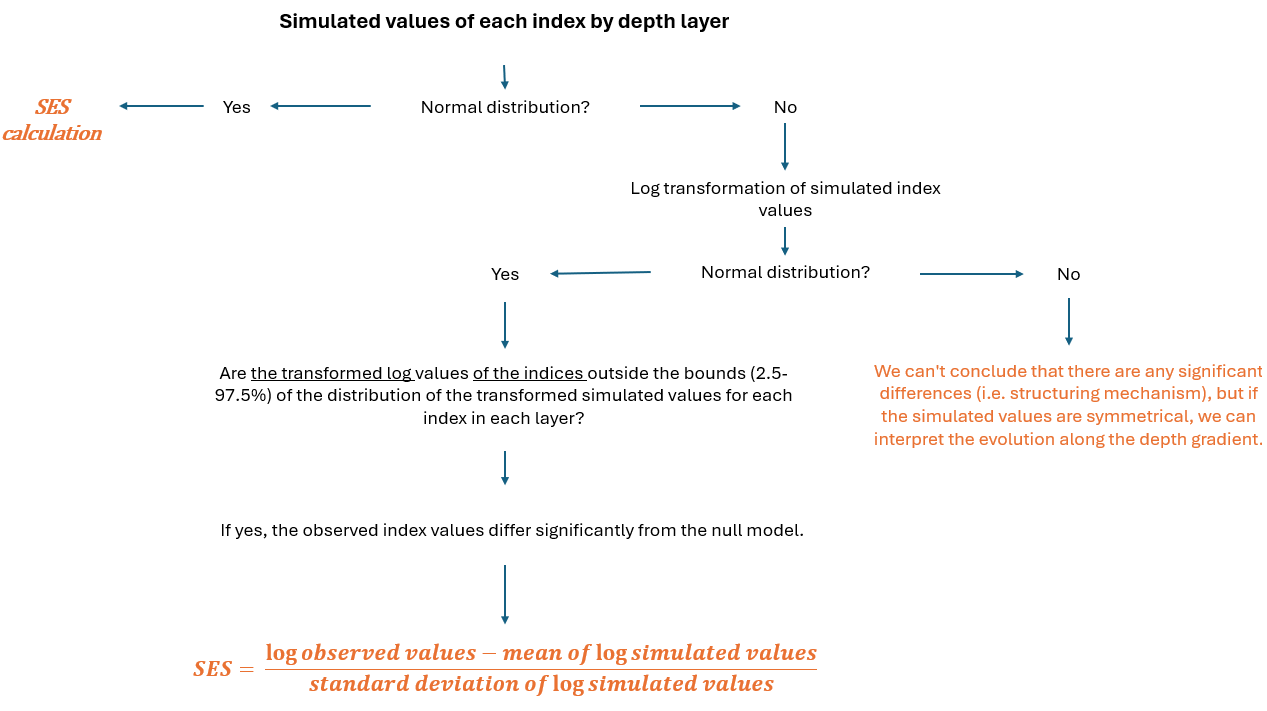 Simulated values of each index by depth layer
SES
calculation
Yes
Normal distribution?
No
Log transformation of simulated index
values
Yes
Normal distribution?
No
Are the transformed log values of the indices outside the bounds (2.5-
97.5%) of the distribution of the transformed simulated values for each
index in each layer?
We can't conclude that there are any significant
differences (i.e. structuring mechanism), but if
the simulated values are symmetrical, we can
interpret the evolution along the depth gradient.
If yes, the observed index values differ significantly from the null model.
SES =
log observed values − mean of log simulated values
standard deviation of log simulated values